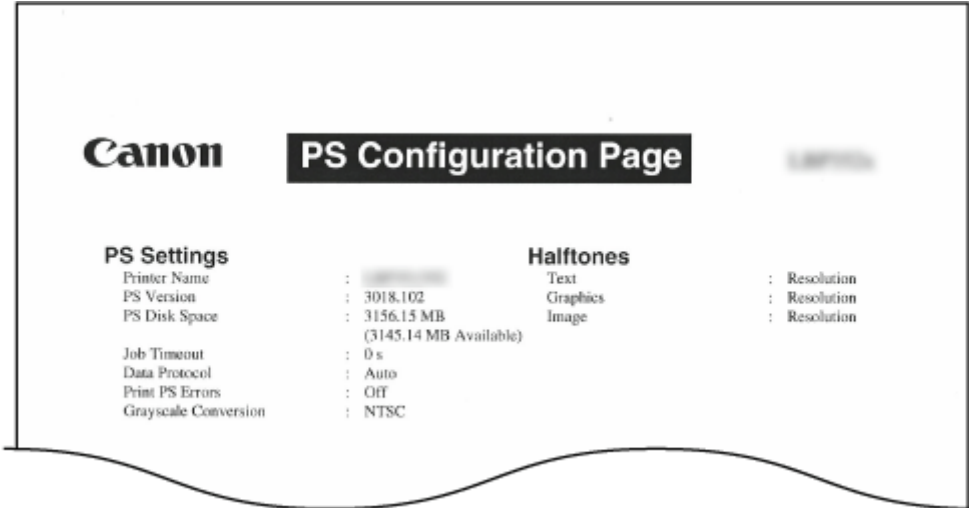 Canon
PS Configuration Page
PS Settings
Printer Name :
PS Version : 3018.102
PS Disk Space : 3156.15 MB
(3145.14 MB Available)
Job Timeout : 0 s
Data Protocol : Auto
Print PS Errors : Off
Grayscale Conversion : NTSC
Halftones
Text : Resolution
Graphics : Resolution
Image : Resolution